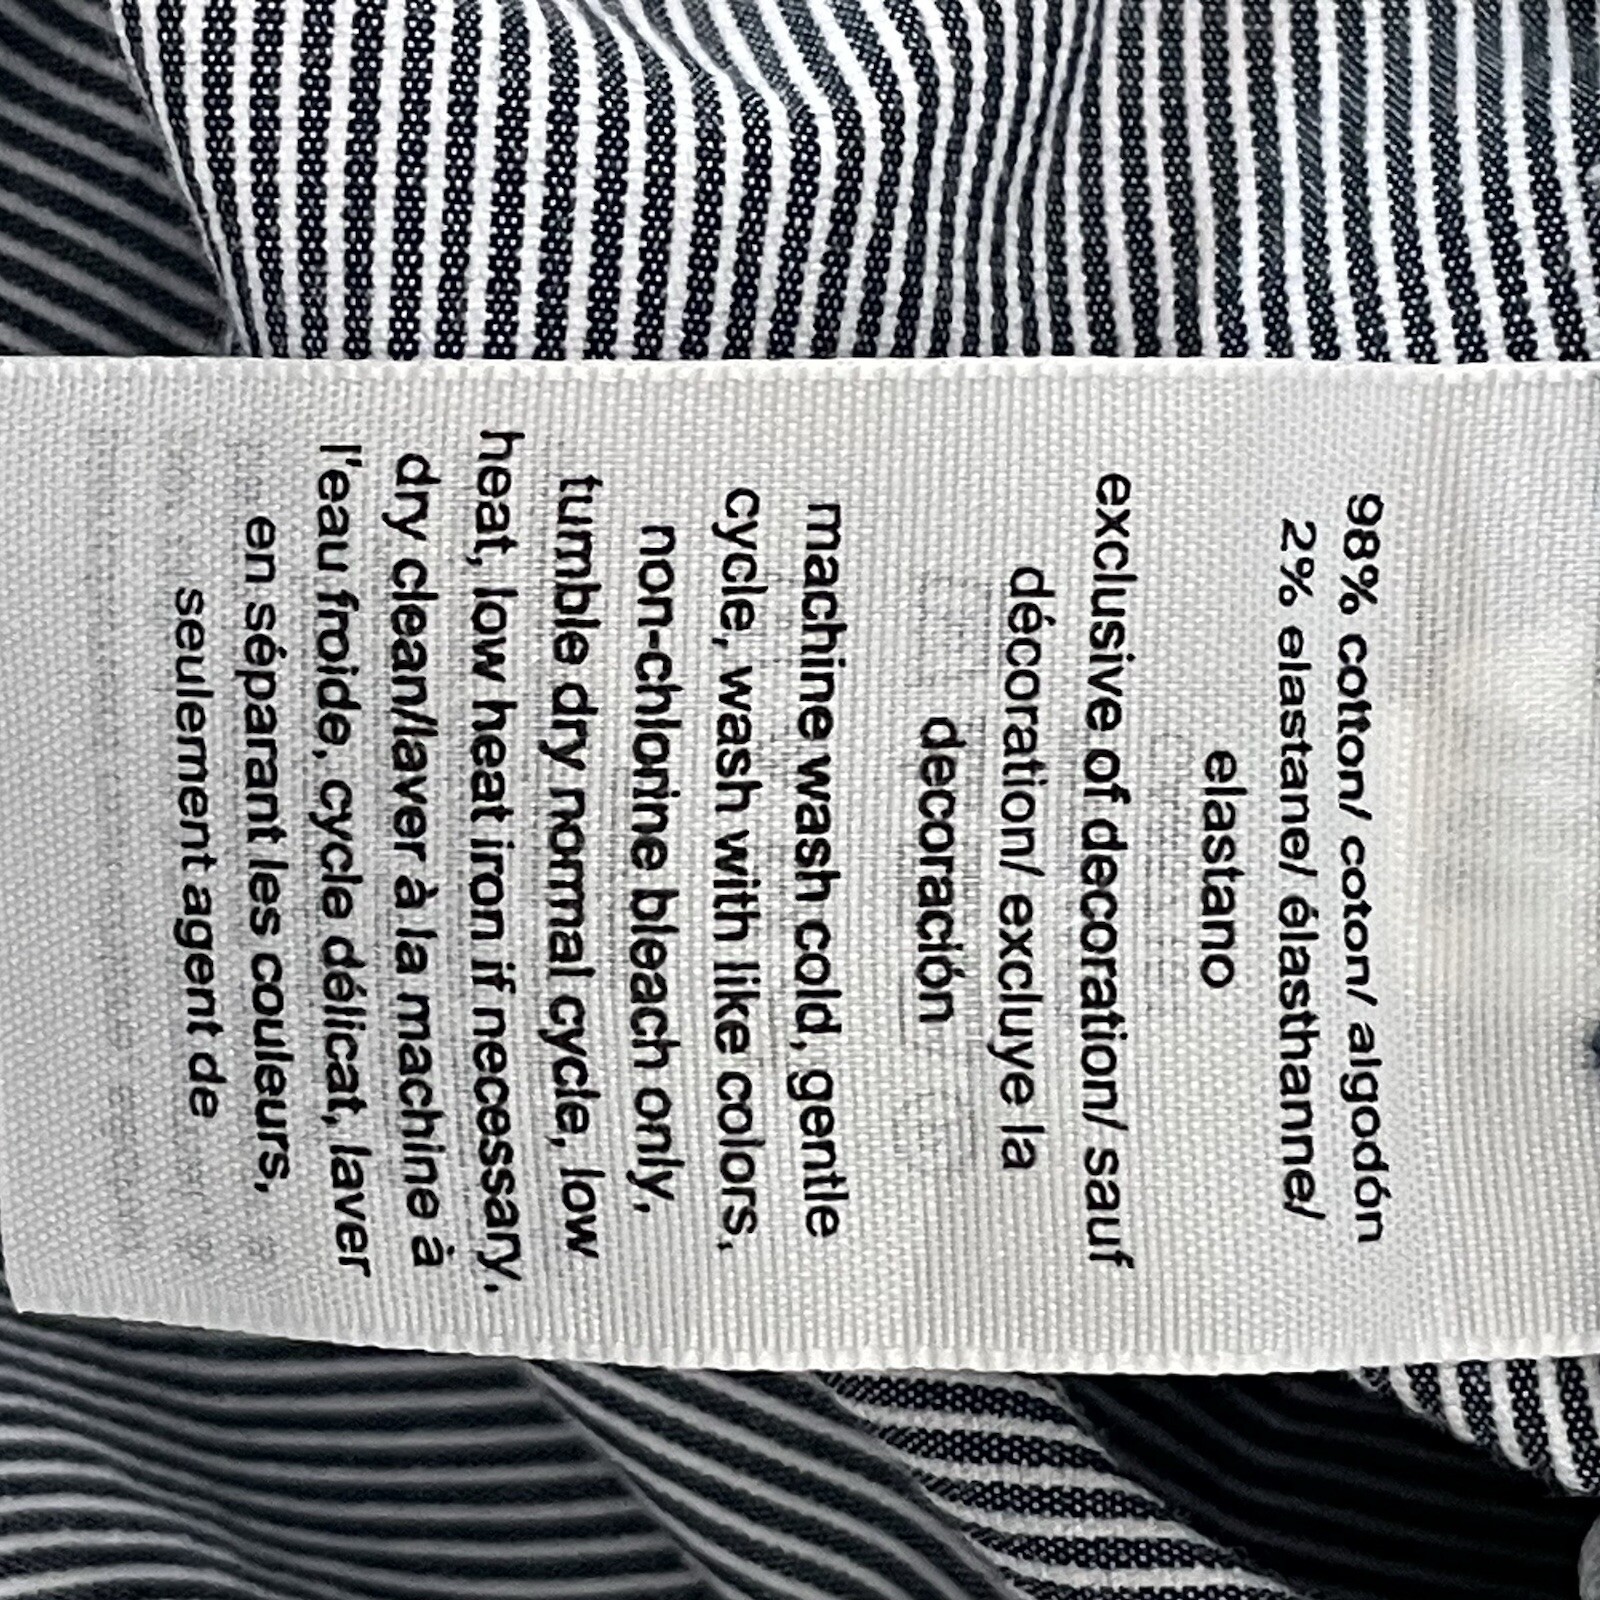 98% cotton/ coton/ algodón
2% elastane/ élasthanne/
elastano
exclusive of decoration/ sauf
décoration/ excluye la
decoración
machine wash cold, gentle
cycle, wash with like colors,
non-chlorine bleach only,
tumble dry normal cycle, low
heat, low heat iron if necessary,
dry clean/laver à la machine à
l'eau froide, cycle délicat, laver
en séparant les couleurs,
seulement agent de